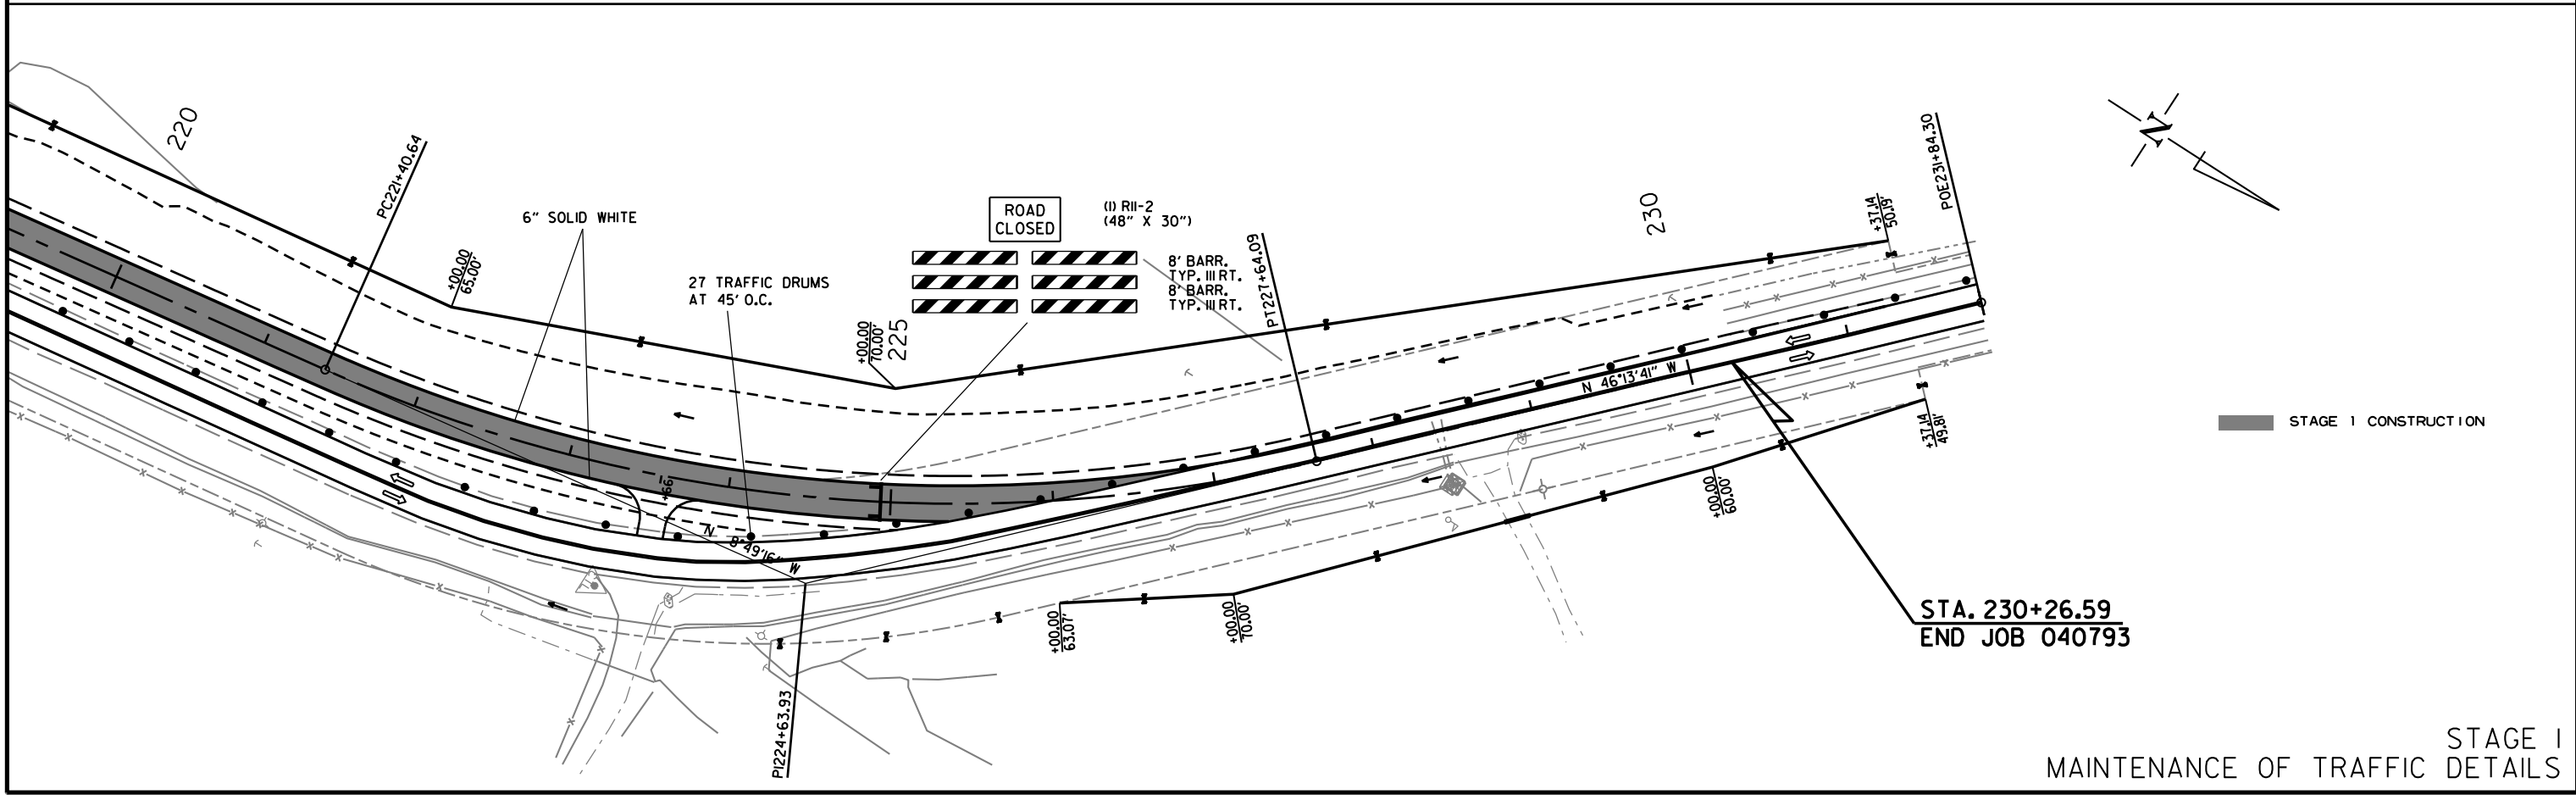 220
PC221+40.64
+00.00
65.00'
6" SOLID WHITE
27 TRAFFIC DRUMS
AT 45' O.C.
+00.00
70.00'
225
ROAD
CLOSED
(1) R11-2
(48" X 30")
8' BARR.
TYP. III RT.
8' BARR.
TYP. III RT.
PT227+64.09
230
+37.14
50.19'
POE231+84.30
N
N 46°13'41" W
+66
N 8°49'16" W
PI224+63.93
+00.00
63.07'
+00.00
70.00'
+00.00
60.00'
+37.14
49.81'
STA. 230+26.59
END JOB 040793
STAGE 1 CONSTRUCTION
STAGE 1
MAINTENANCE OF TRAFFIC DETAILS